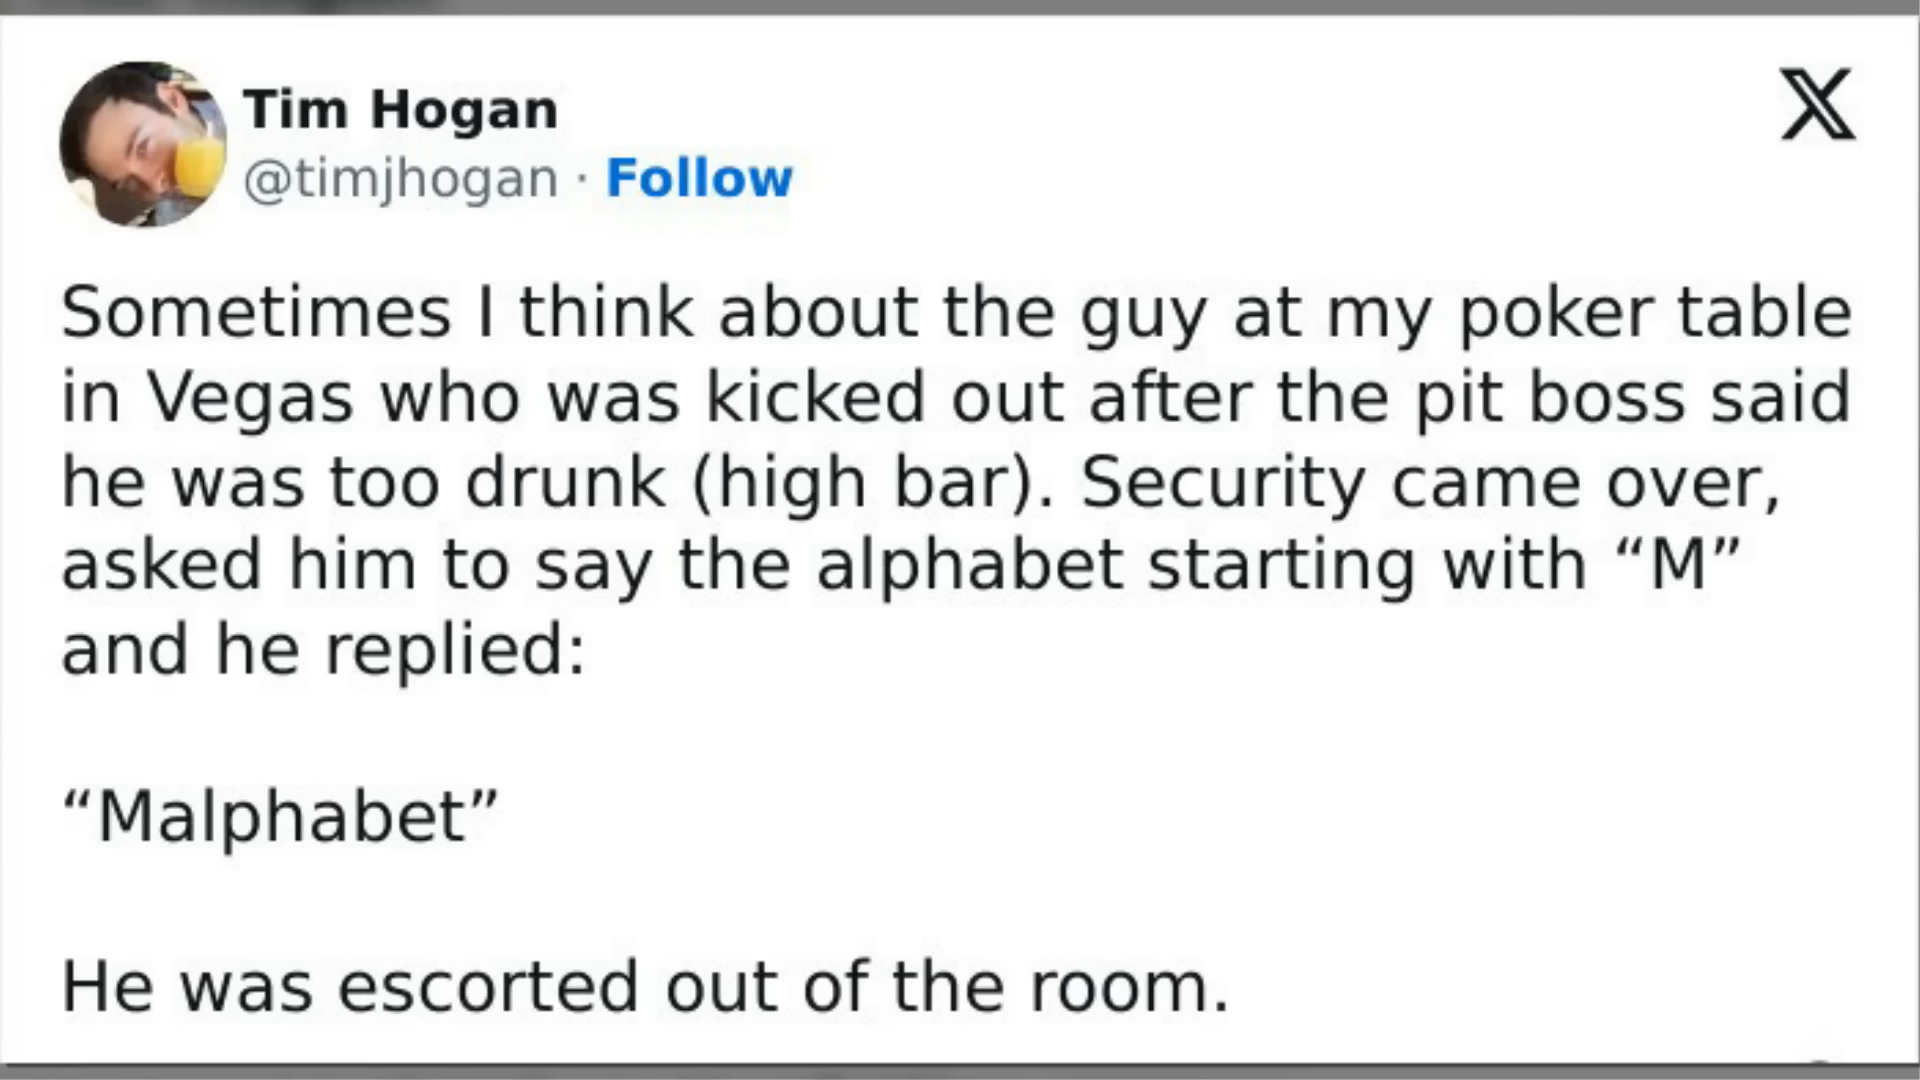 Tim Hogan
@timjhogan · Follow
Sometimes I think about the guy at my poker table
in Vegas who was kicked out after the pit boss said
he was too drunk (high bar). Security came over,
asked him to say the alphabet starting with “M”
and he replied:
“Malphabet”
He was escorted out of the room.